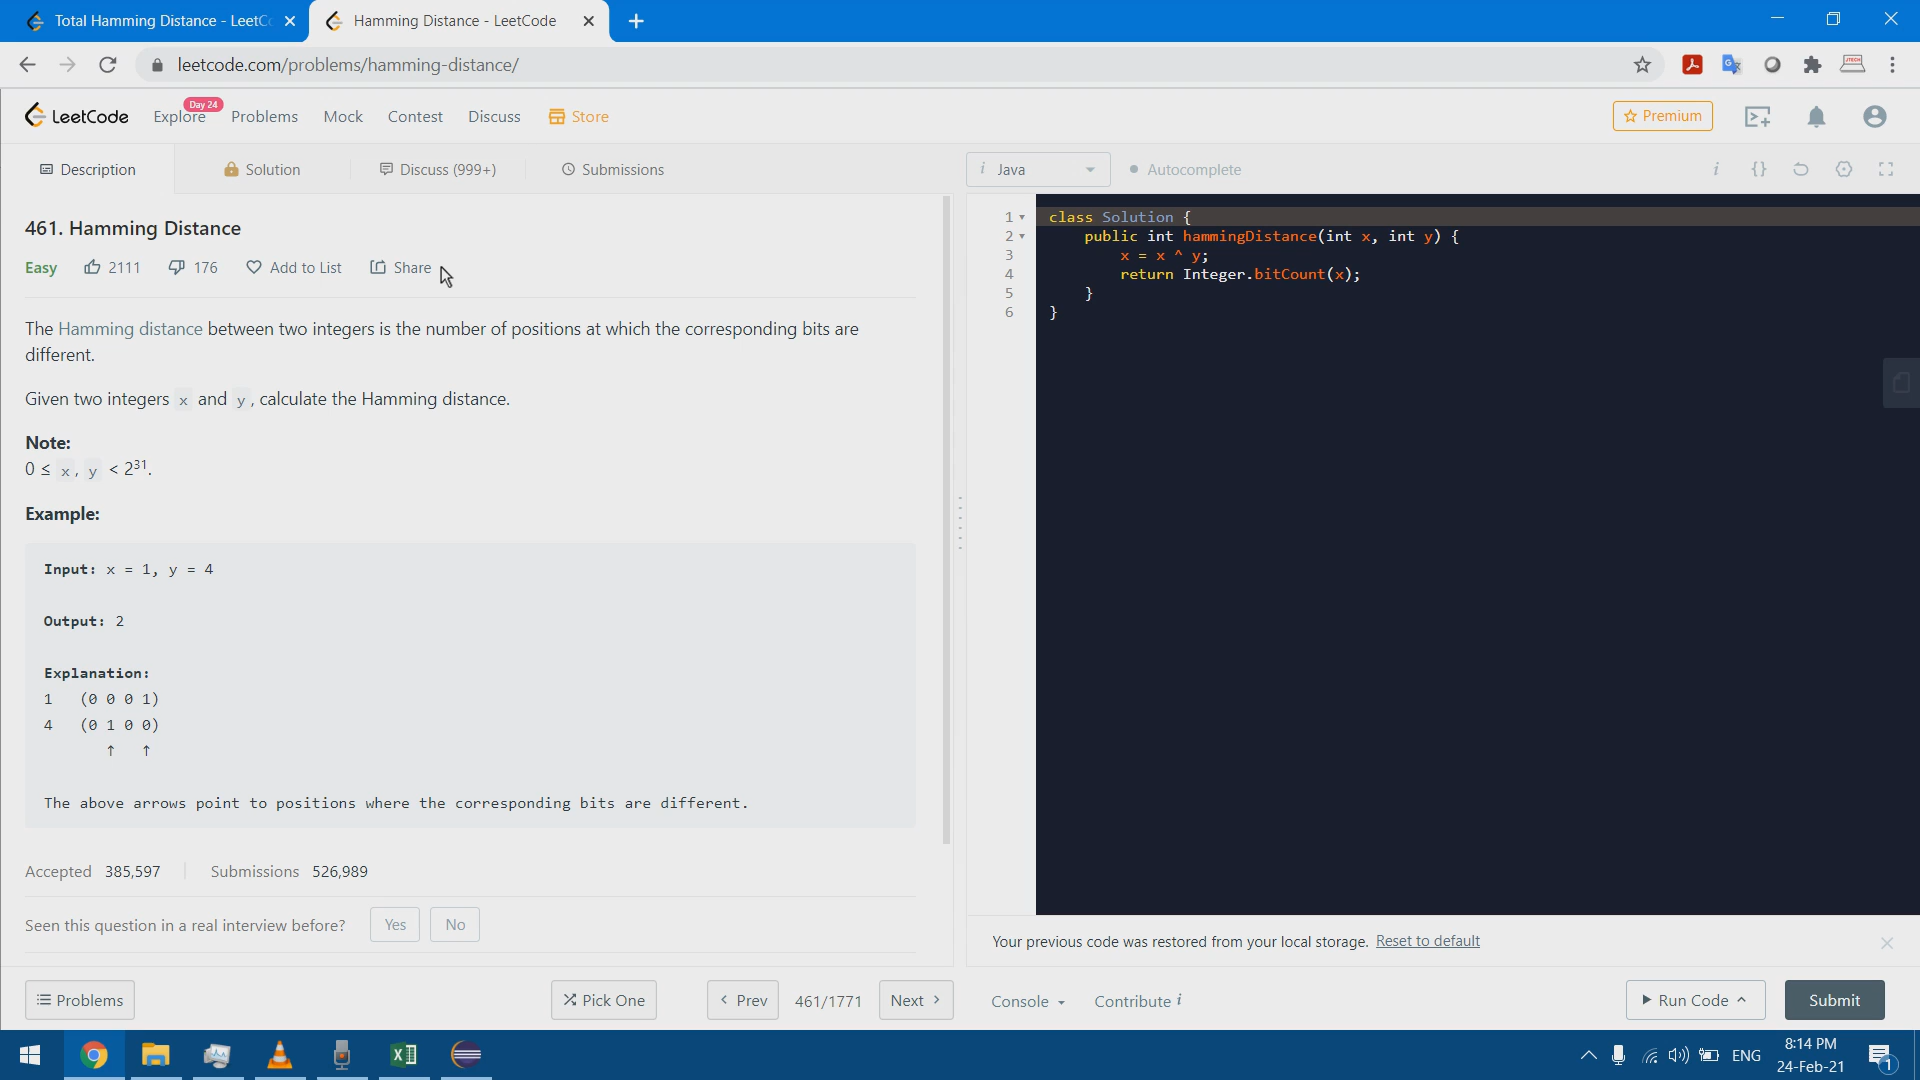 Total Hamming Distance - LeetC
Hamming Distance - LeetCode
leetcode.com/problems/hamming-distance/
LeetCode
Explore
Day 24
Problems
Mock
Contest
Discuss
Store
Premium
Description
Solution
Discuss (999+)
Submissions
i Java
Autocomplete
i
{}
461. Hamming Distance
Easy
2111
176
Add to List
Share
The Hamming distance between two integers is the number of positions at which the corresponding bits are
different.
Given two integers x and y, calculate the Hamming distance.
Note:
0 ≤ x, y < 2³¹.
Example:
Input: x = 1, y = 4
Output: 2
Explanation:
1 (0 0 0 1)
4 (0 1 0 0)
↑ ↑
The above arrows point to positions where the corresponding bits are different.
Accepted 385,597
Submissions 526,989
Seen this question in a real interview before?
Yes
No
1 class Solution {
2 public int hammingDistance(int x, int y) {
3 x = x ^ y;
4 return Integer.bitCount(x);
5 }
6 }
Your previous code was restored from your local storage. Reset to default
Problems
Pick One
Prev
461/1771
Next
Console
Contribute i
Run Code
Submit
ENG
8:14 PM
24-Feb-21
1